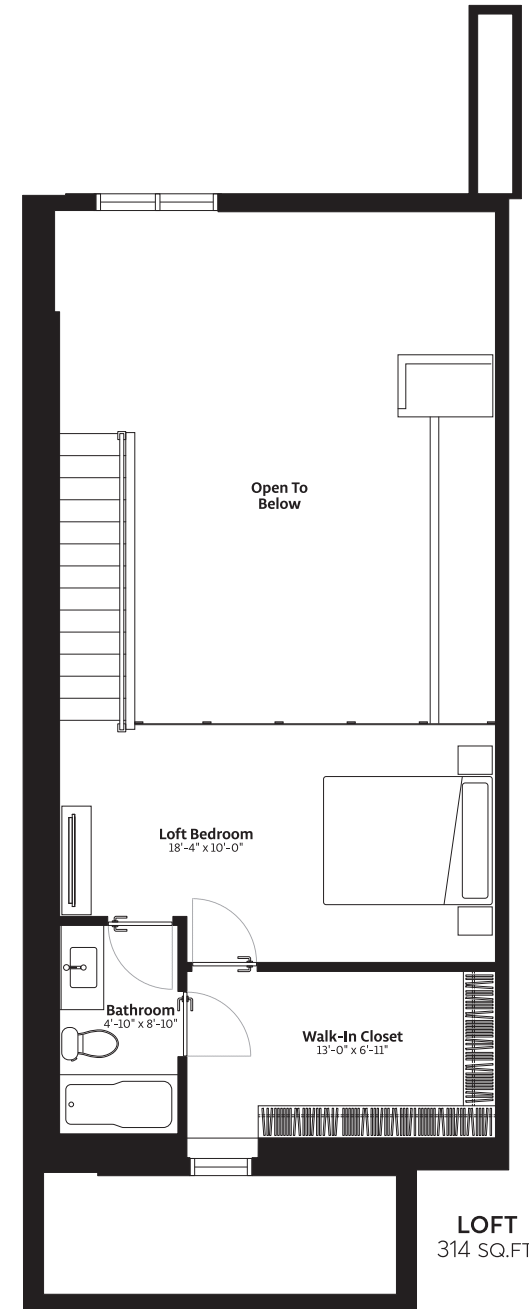 Open To
Below
Loft Bedroom
18'-4" x 10'-0"
Bathroom
4'-10" x 8'-10"
Walk-In Closet
13'-0" x 6'-11"
LOFT
314 SQ.FT